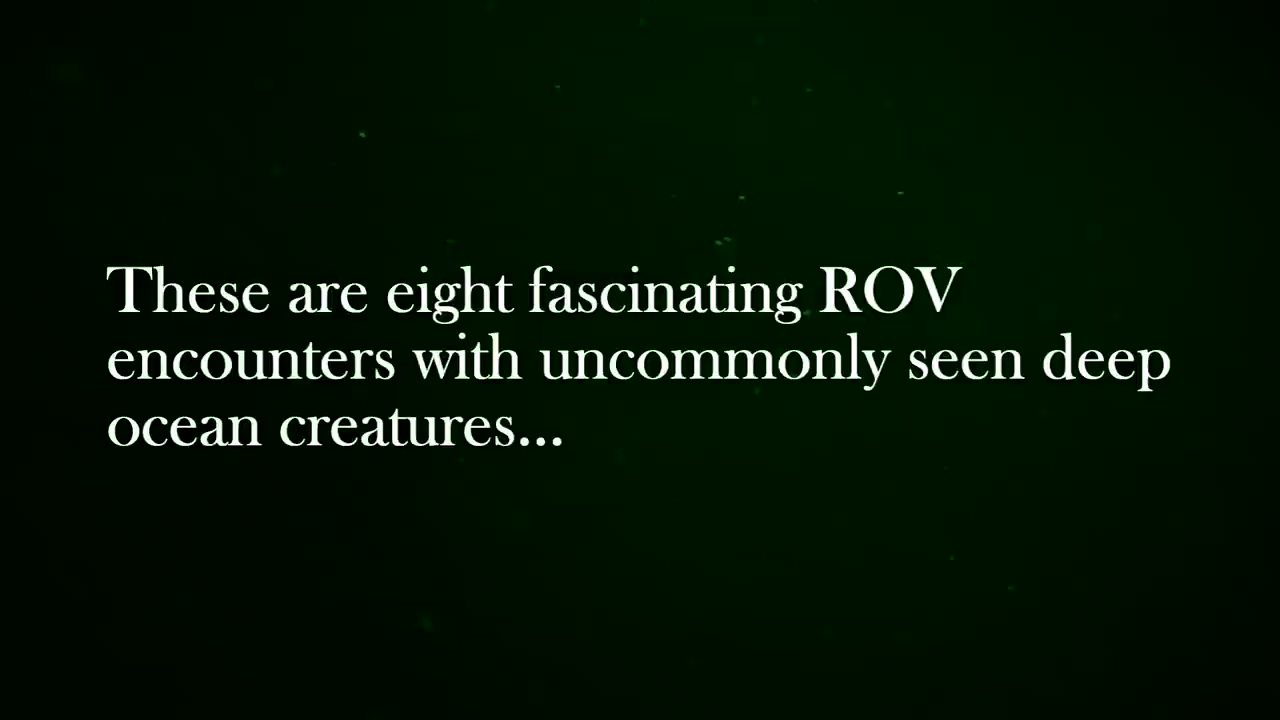 These are eight fascinating ROV
encounters with uncommonly seen deep
ocean creatures...